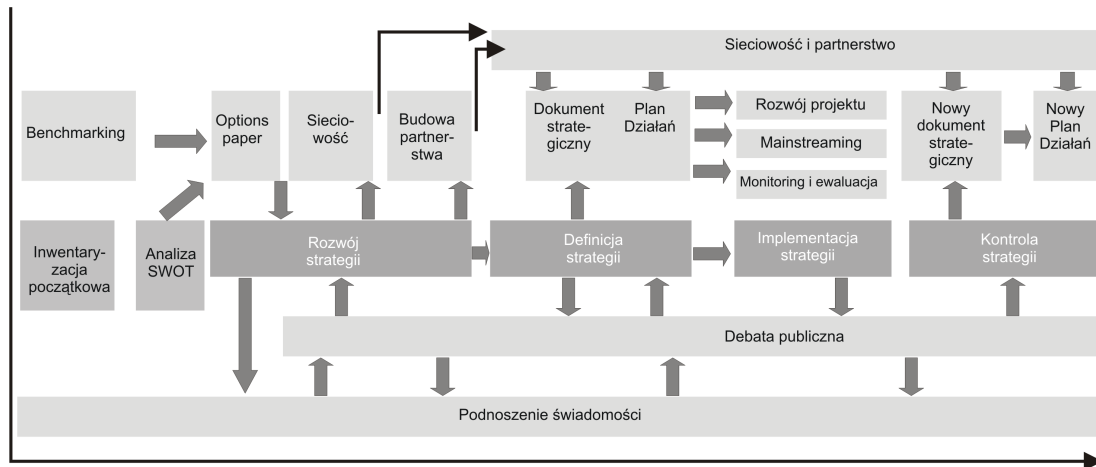 Sieciowość i partnerstwo
Benchmarking
Options
paper
Siecio-
wość
Budowa
partner-
stwa
Dokument
strate-
giczny
Plan
Działań
Rozwój projektu
Mainstreaming
Monitoring i ewaluacja
Nowy
dokument
strate-
giczny
Nowy
Plan
Działań
Inwentary-
zacja
początkowa
Analiza
SWOT
Rozwój
strategii
Definicja
strategii
Implementacja
strategii
Kontrola
strategii
Debata publiczna
Podnoszenie świadomości